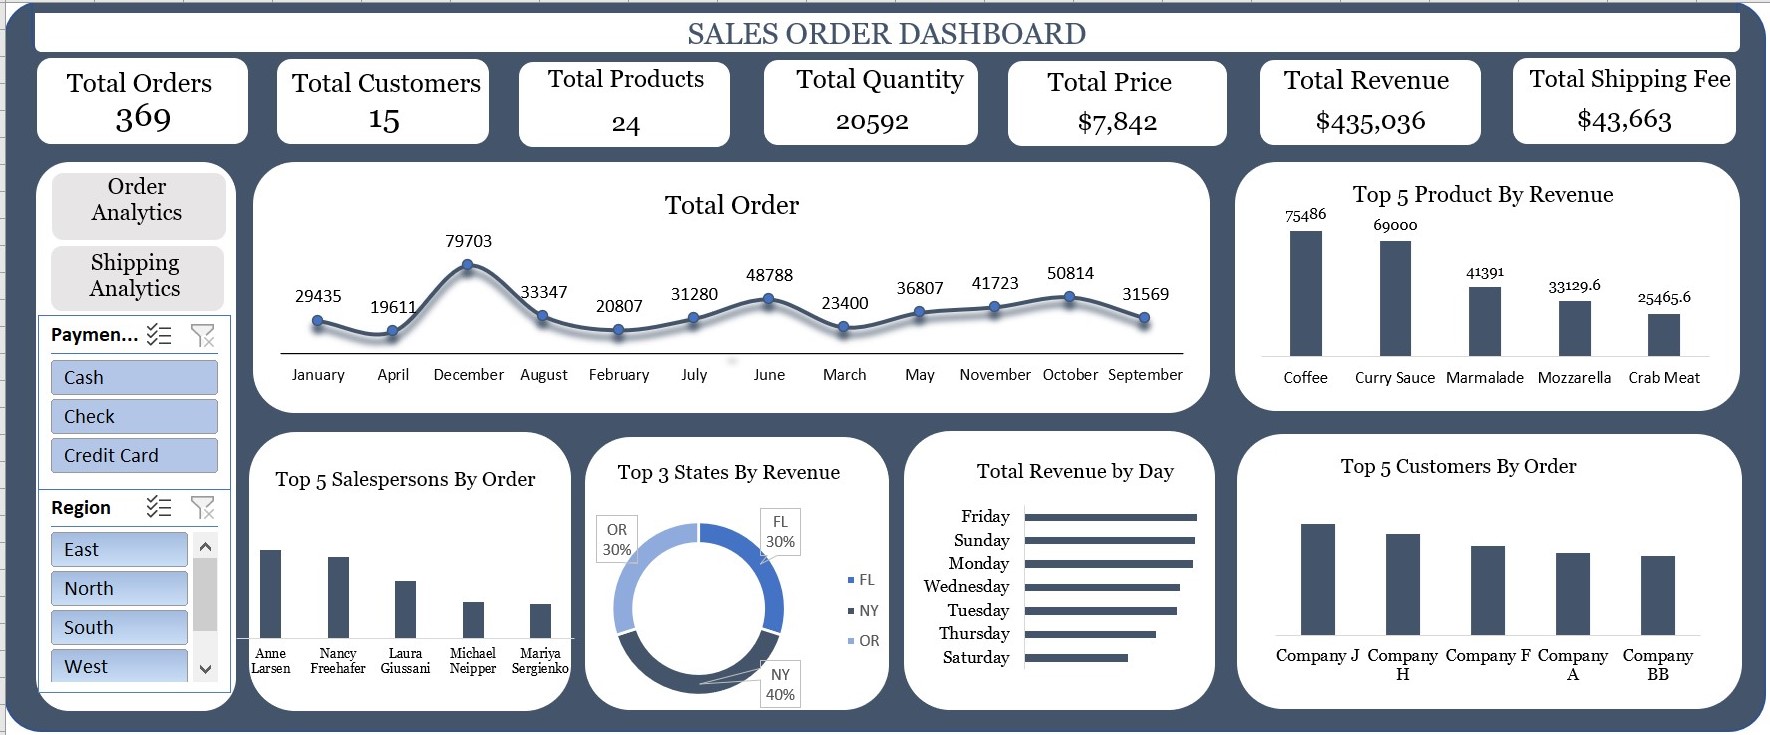 SALES ORDER DASHBOARD
Total Orders
369
Total Customers
15
Total Products
24
Total Quantity
20592
Total Price
$7,842
Total Revenue
$435,036
Total Shipping Fee
$43,663
Order
Analytics
Shipping
Analytics
Paymen...
Cash
Check
Credit Card
Region
East
North
South
West
Total Order
29435
19611
79703
33347
20807
31280
48788
23400
36807
41723
50814
31569
January April December August February July June March May November October September
Top 5 Product By Revenue
75486
69000
41391
33129.6
25465.6
Coffee Curry Sauce Marmalade Mozzarella Crab Meat
Top 5 Salespersons By Order
Anne Nancy Laura Michael Mariya
Larsen Freehafer Giussani Neipper Sergienko
Top 3 States By Revenue
OR
30%
FL
30%
NY
40%
FL
NY
OR
Total Revenue by Day
Friday
Sunday
Monday
Wednesday
Tuesday
Thursday
Saturday
Top 5 Customers By Order
Company J Company Company F Company Company
H A BB